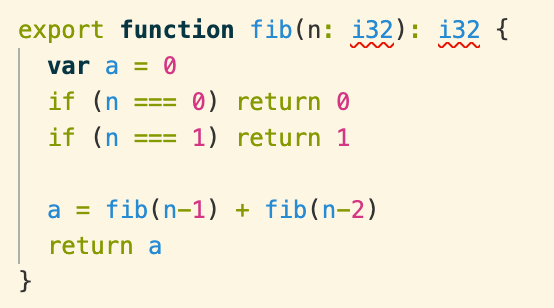 export function fib(n: i32): i32 {
  var a = 0
  if (n === 0) return 0
  if (n === 1) return 1

  a = fib(n-1) + fib(n-2)
  return a
}